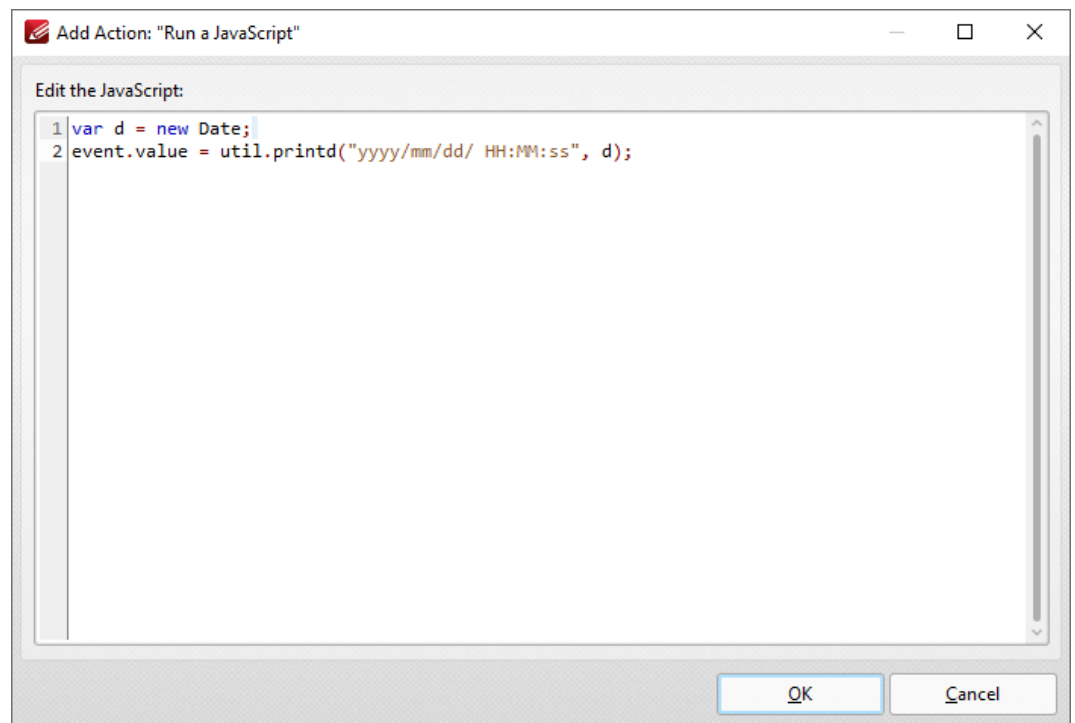 Add Action: "Run a JavaScript"
Edit the JavaScript:
1 var d = new Date;
2 event.value = util.printd("yyyy/mm/dd/ HH:MM:ss", d);
OK Cancel